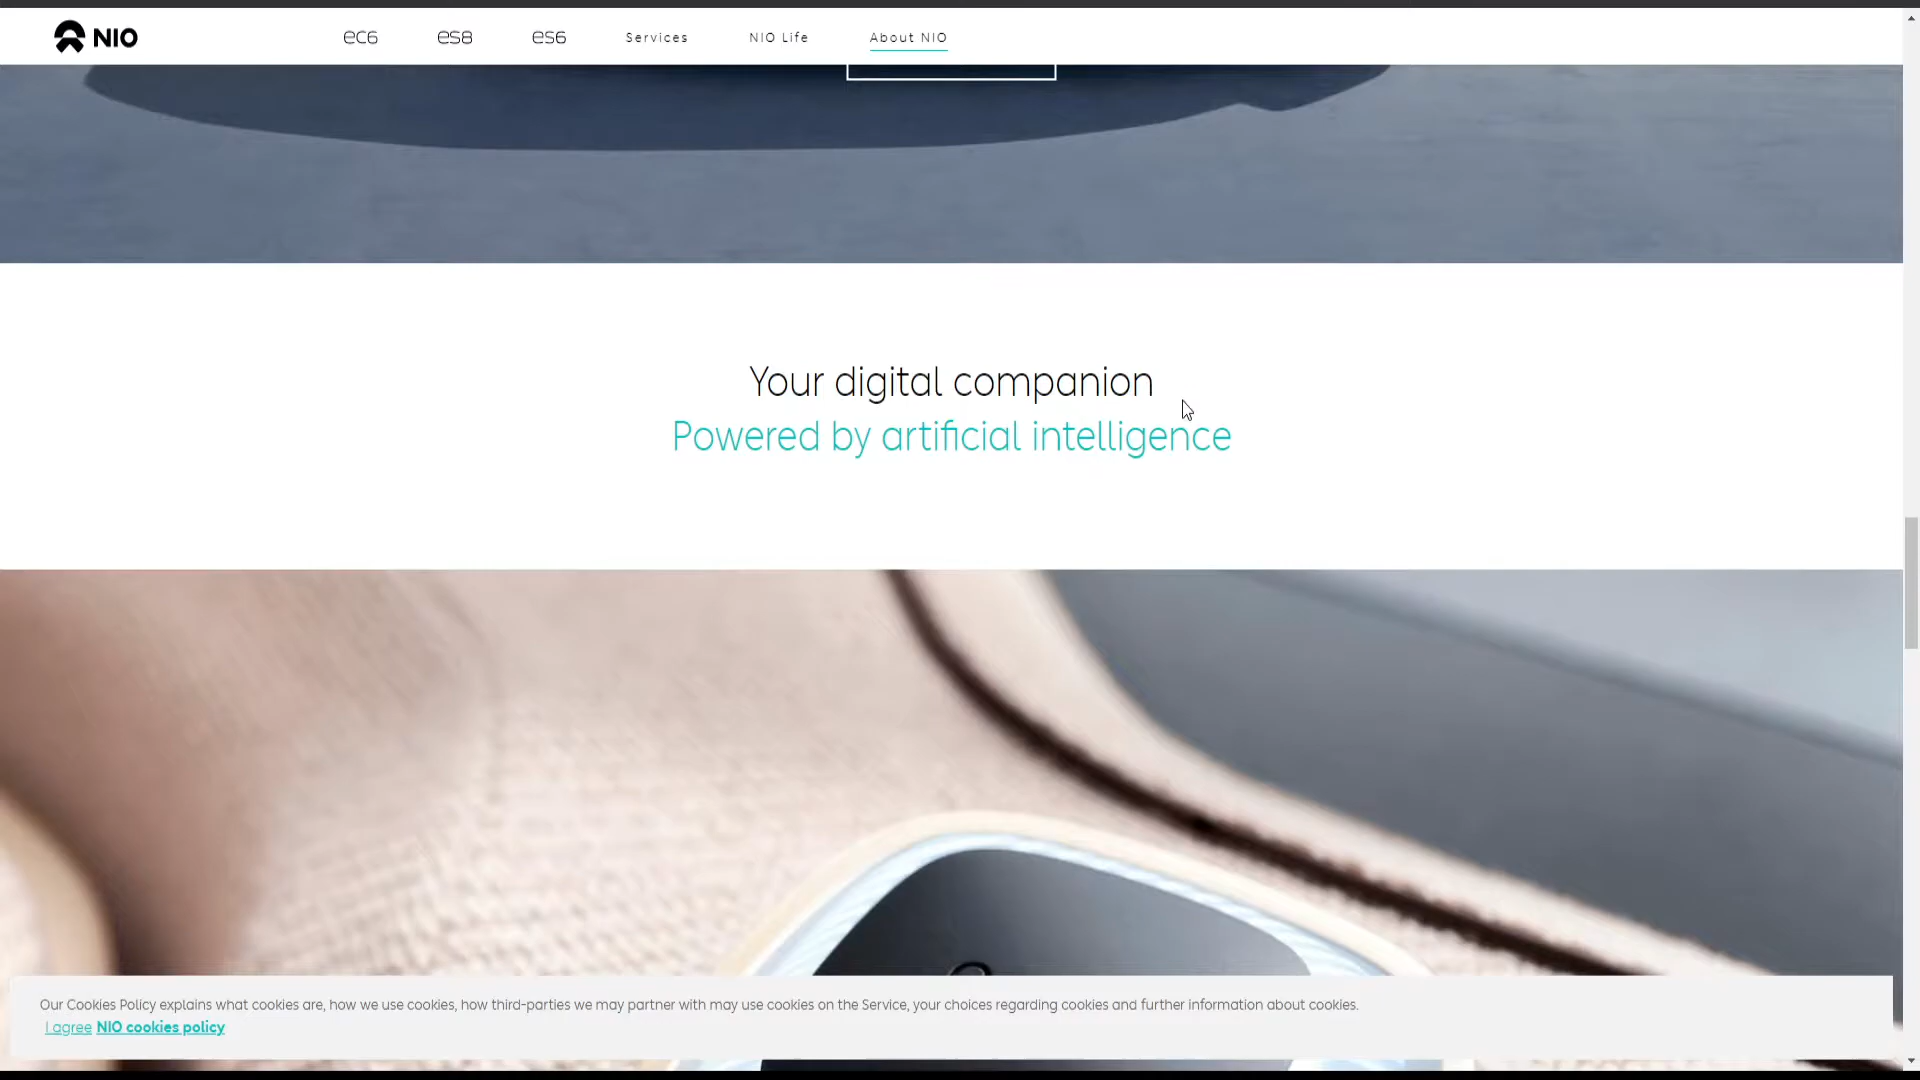 NIO
ec6
es8
es6
Services
NIO Life
About NIO
Your digital companion
Powered by artificial intelligence
Our Cookies Policy explains what cookies are, how we use cookies, how third-parties we may partner with may use cookies on the Service, your choices regarding cookies and further information about cookies.
I agree NIO cookies policy